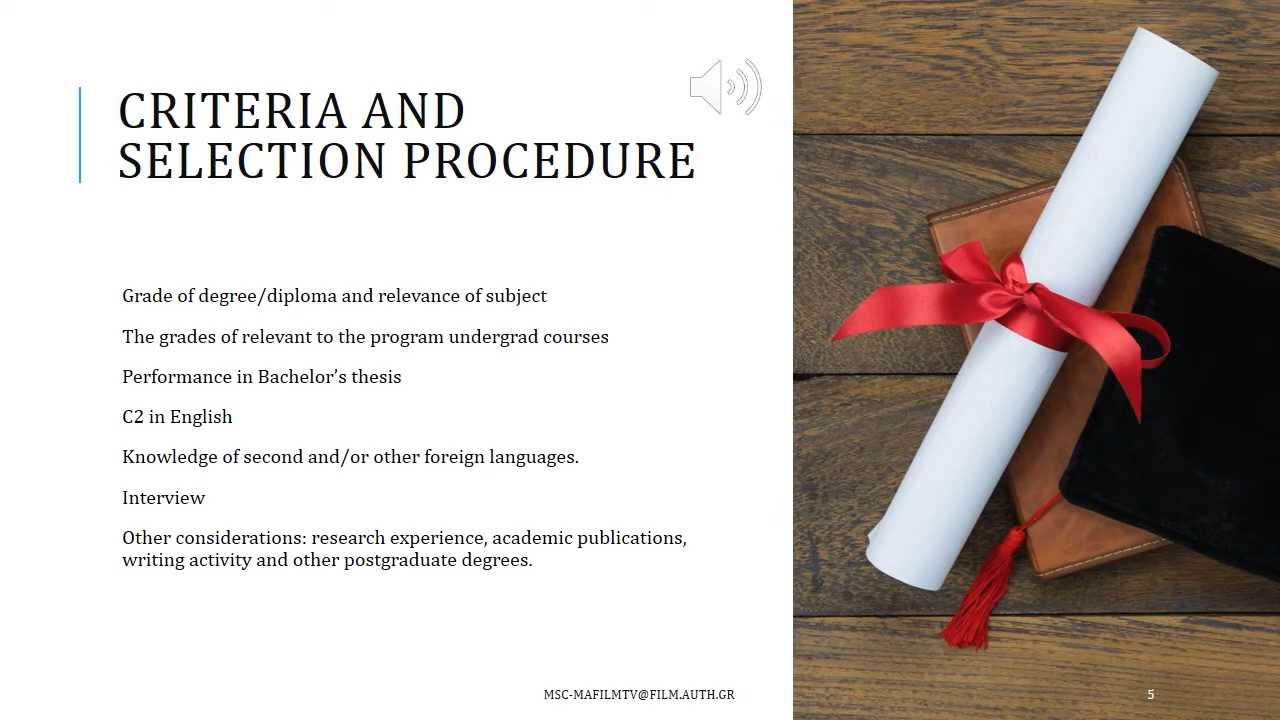 CRITERIA AND
SELECTION PROCEDURE
Grade of degree/diploma and relevance of subject
The grades of relevant to the program undergrad courses
Performance in Bachelor’s thesis
C2 in English
Knowledge of second and/or other foreign languages.
Interview
Other considerations: research experience, academic publications,
writing activity and other postgraduate degrees.
MSC-MAFILMTV@FILM.AUTH.GR
5